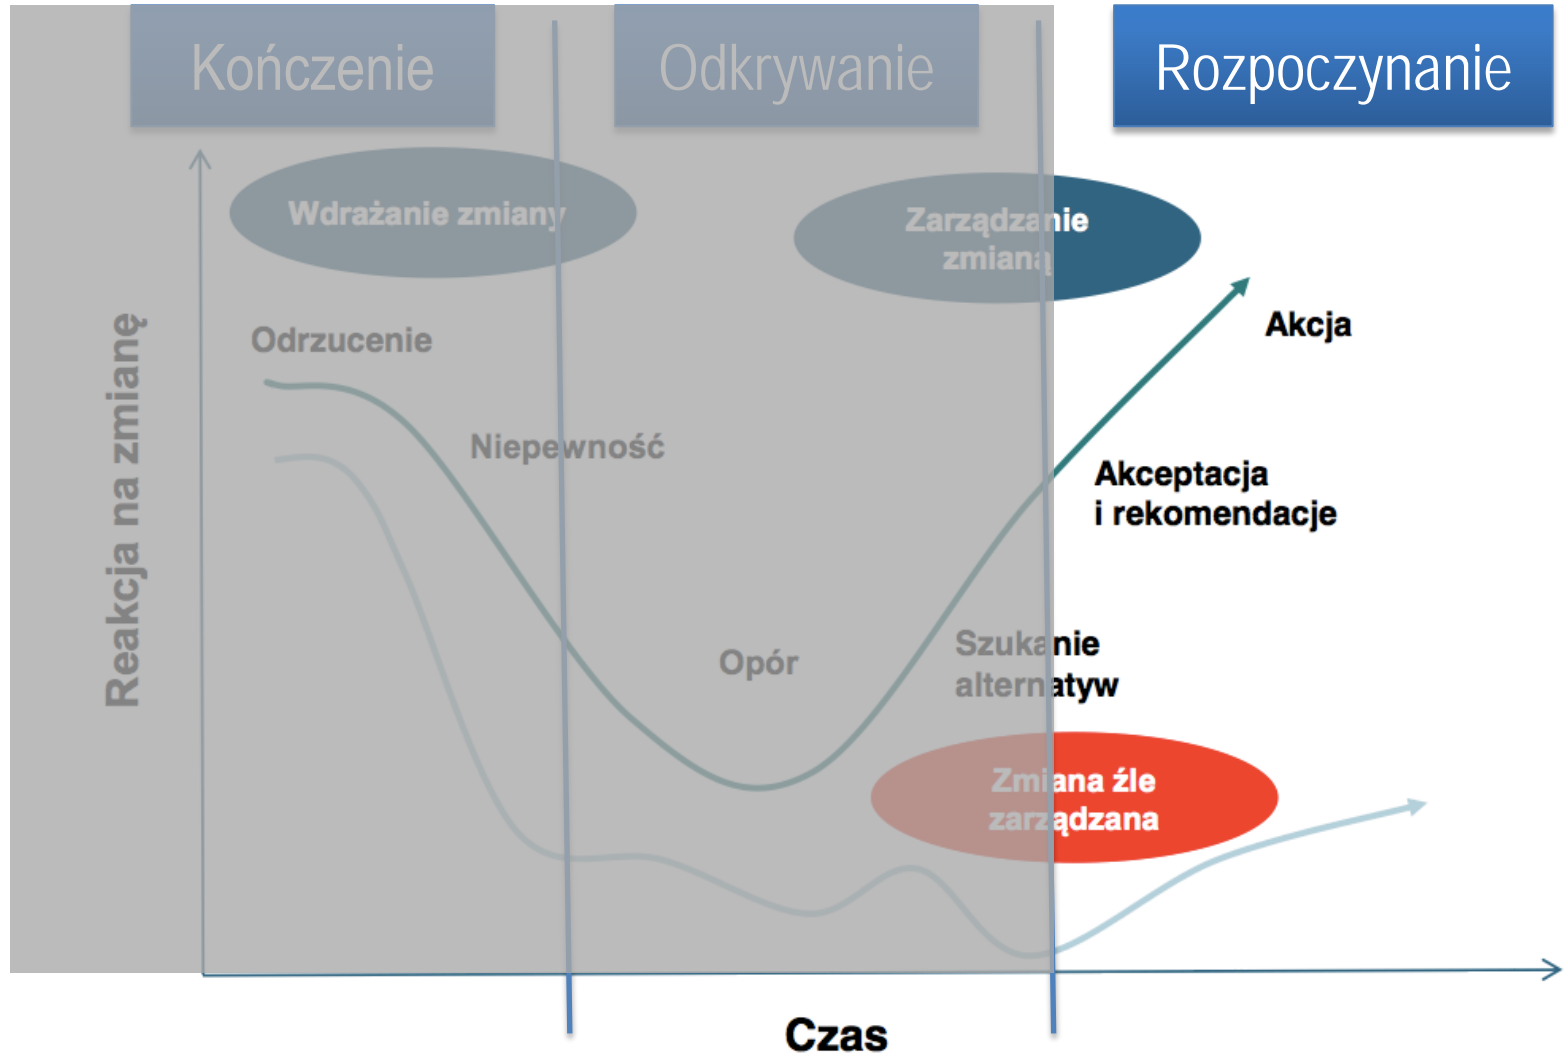 Kończenie
Odkrywanie
Rozpoczynanie
Wdrażanie zmiany
Zarządzanie
zmianą
Odrzucenie
Akcja
Niepewność
Akceptacja
i rekomendacje
Reakcja na zmianę
Opór
Szukanie
alternatyw
Zmiana źle
zarządzana
Czas